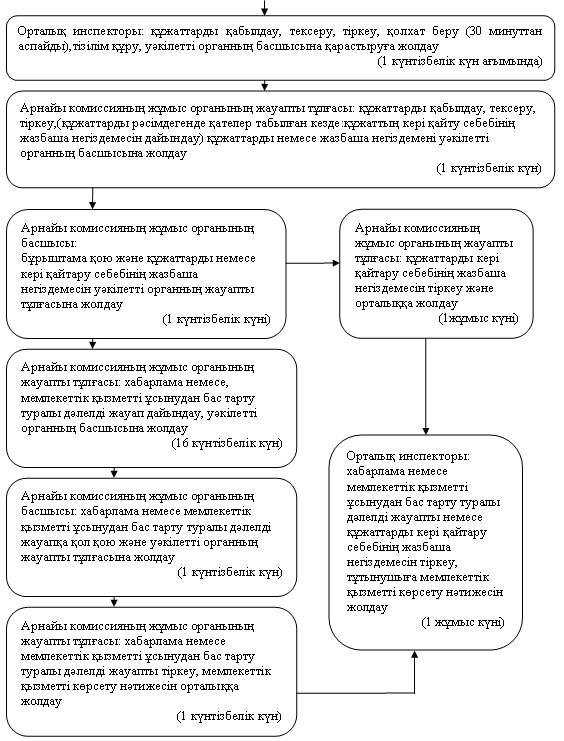 Орталық инспекторы: құжаттарды қабылдау, тексеру, тіркеу, қолхат беру (30 минуттан
аспайды),тізілім құру, уәкілетті органның басшысына қарастыруға жолдау
(1 күнтізбелік күн ағымында)
Арнайы комиссияның жұмыс органының жауапты тұлғасы: құжаттарды қабылдау, тексеру,
тіркеу,(құжаттарды рәсімдегенде қателер табылған кезде:құжаттың кері қайту себебінің
жазбаша негіздемесін дайындау) құжаттарды немесе жазбаша негіздемені уәкілетті
органның басшысына жолдау
(1 күнтізбелік күн)
Арнайы комиссияның жұмыс органының
басшысы:
бұрыштама қою және құжаттарды немесе
кері қайтару себебінің жазбаша
негіздемесін уәкілетті органның жауапты
тұлғасына жолдау
(1 күнтізбелік күні)
Арнайы комиссияның
жұмыс органының жауапты
тұлғасы: құжаттарды кері
қайтару себебінің жазбаша
негіздемесін тіркеу және
орталыққа жолдау
(1жұмыс күні)
Арнайы комиссияның жұмыс органының
жауапты тұлғасы: хабарлама немесе,
мемлекеттік қызметті ұсынудан бас тарту
туралы дәлелді жауап дайындау, уәкілетті
органның басшысына жолдау
(16 күнтізбелік күн)
Арнайы комиссияның жұмыс органының
басшысы: хабарлама немесе мемлекеттік
қызметті ұсынудан бас тарту туралы дәлелді
жауапқа қол қою және уәкілетті органның
жауапты тұлғасына жолдау
(1 күнтізбелік күн)
Арнайы комиссияның жұмыс органының
жауапты тұлғасы: хабарлама немесе
мемлекеттік қызметті ұсынудан бас тарту
туралы дәлелді жауапты тіркеу, мемлекеттік
қызметті көрсету нәтижесін орталыққа
жолдау
(1 күнтізбелік күн)
Орталық инспекторы:
хабарлама немесе
мемлекеттік қызметті
ұсынудан бас тарту туралы
дәлелді жауапты немесе
құжаттарды кері қайтару
себебінің жазбаша
негіздемесін тіркеу,
тұтынушыға мемлекеттік
қызметті көрсету нәтижесін
жолдау
(1 жұмыс күні)